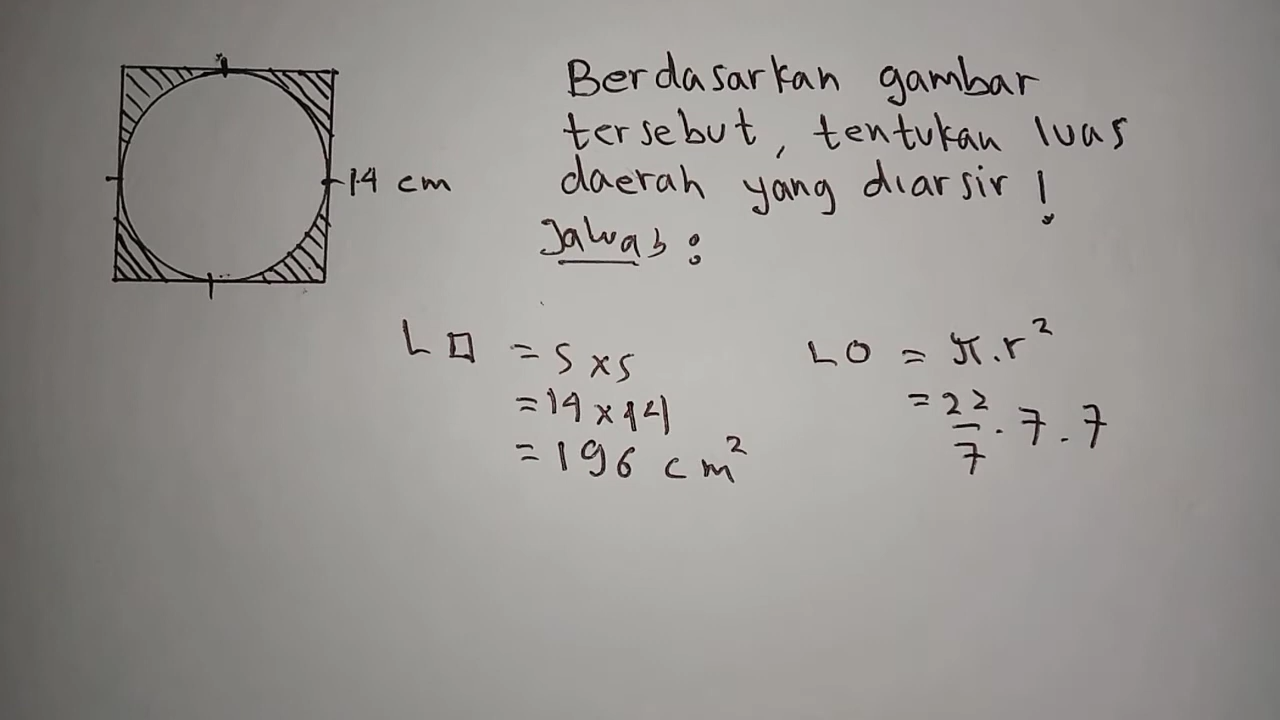 14 cm
Berdasarkan gambar
tersebut, tentukan luas
daerah yang diarsir !
Jawab :
L □ = s x s
= 14 x 14
= 196 cm²
L O = π . r²
= 22/7 . 7 . 7